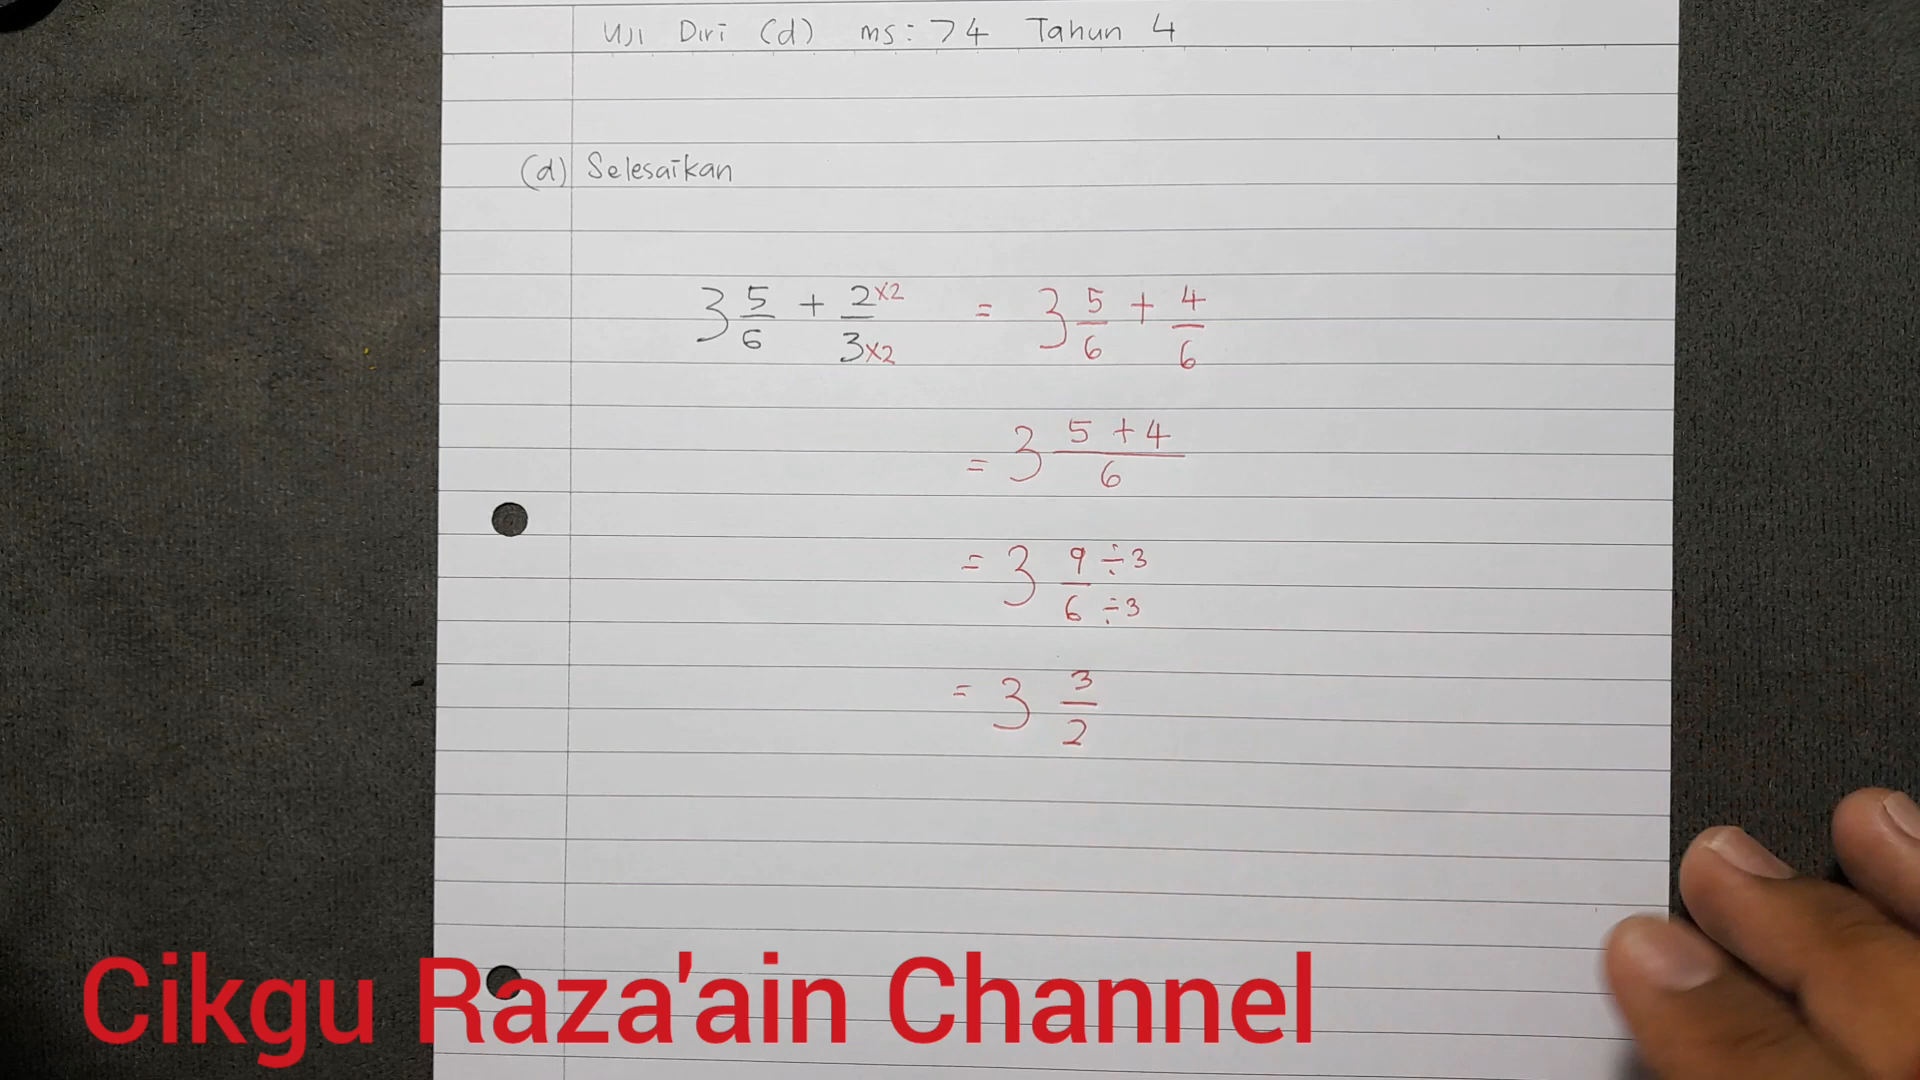 Uji Diri (d) ms: 74 Tahun 4
(d) Selesaikan
3 5/6 + 2×2/3×2 = 3 5/6 + 4/6
= 3 5+4/6
= 3 9÷3/6÷3
= 3 3/2
Cikgu Raza'ain Channel